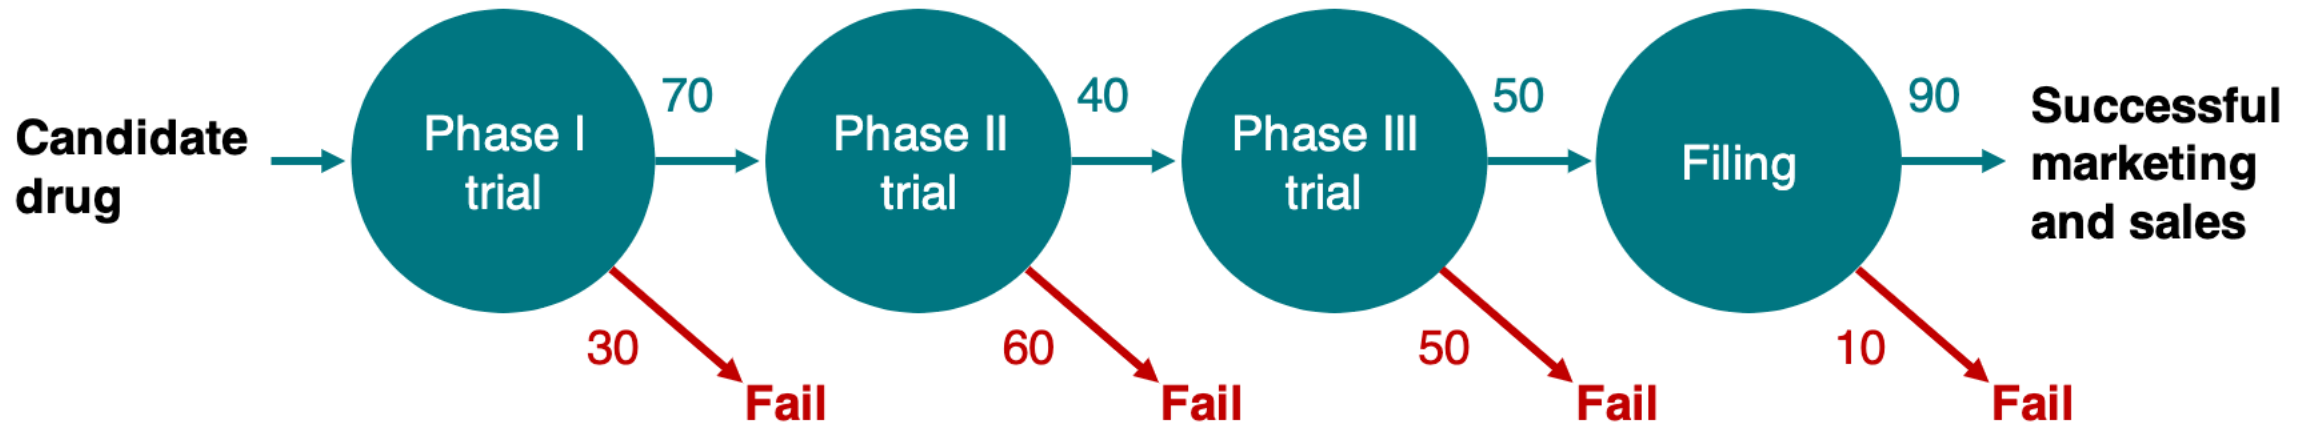 Candidate
drug
Phase I
trial
70
30
Fail
Phase II
trial
40
60
Fail
Phase III
trial
50
50
Fail
Filing
90
10
Fail
Successful
marketing
and sales